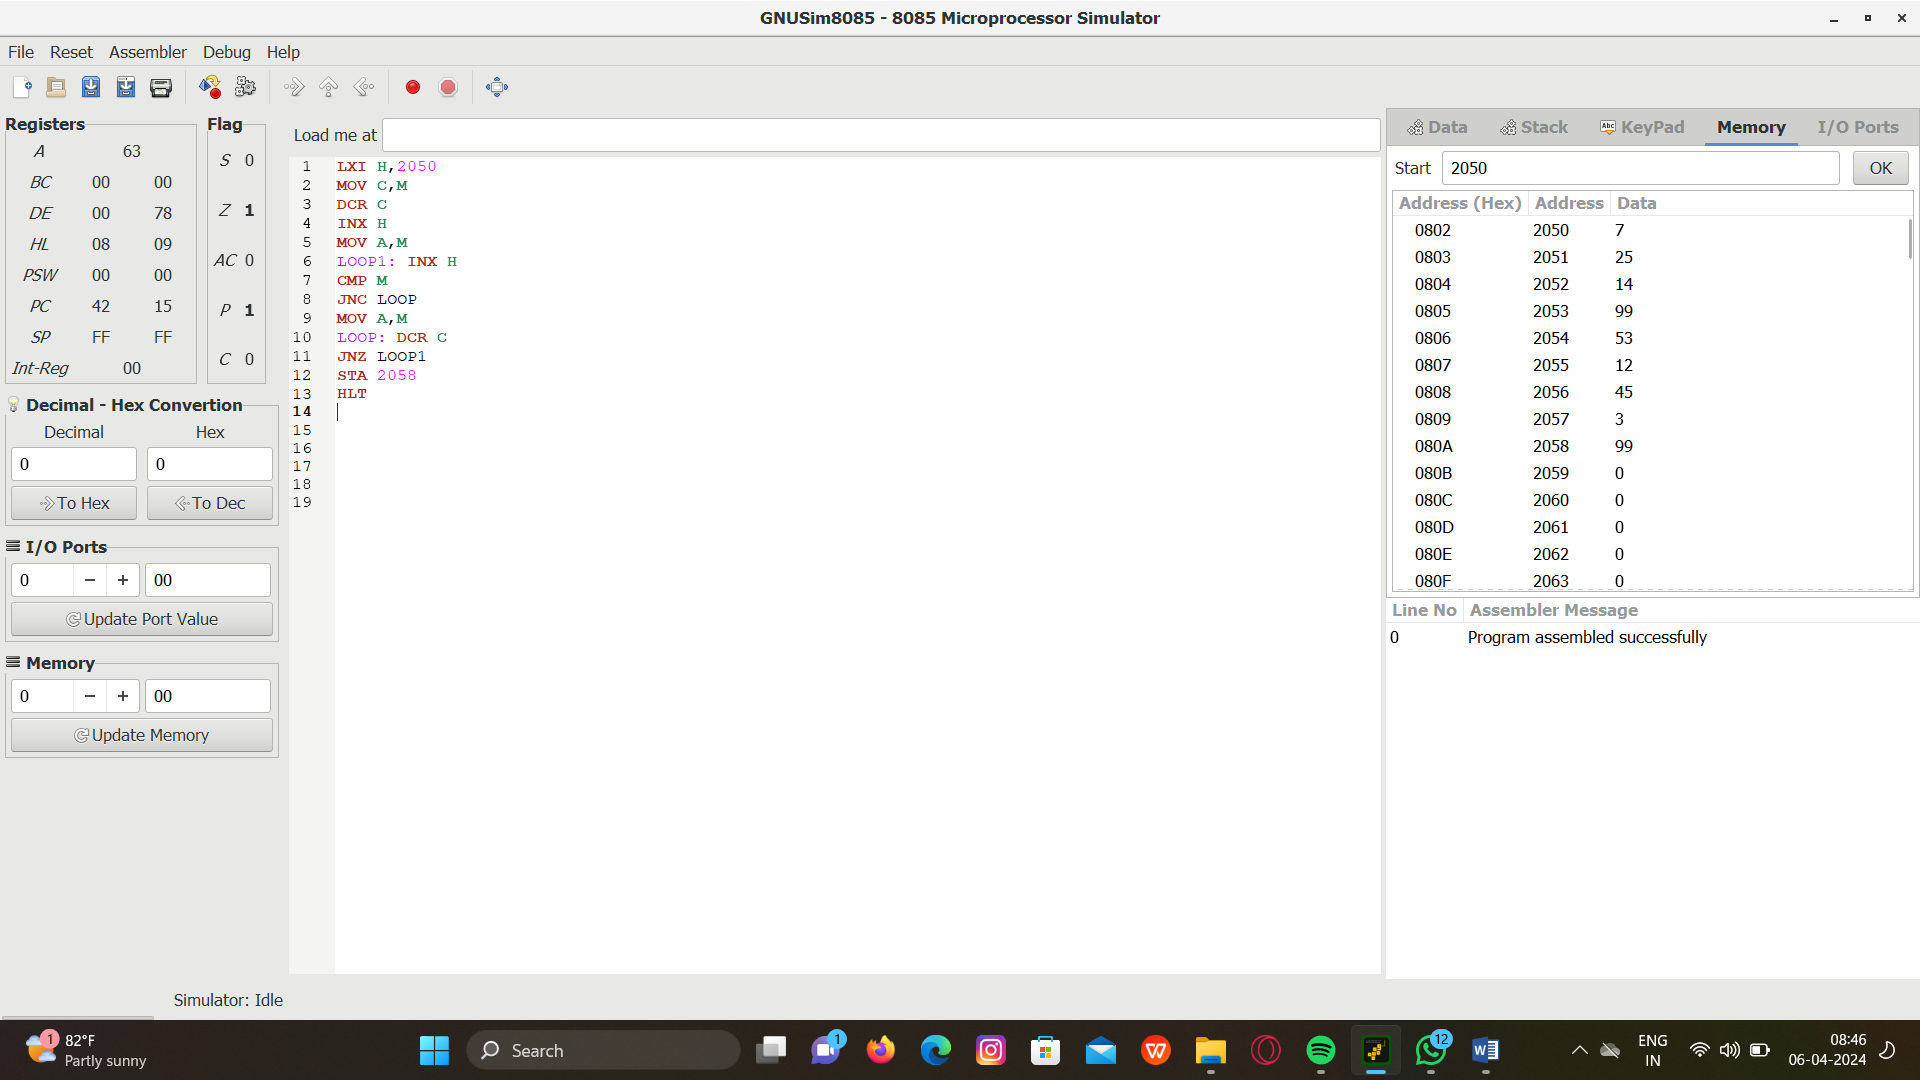 GNUSim8085 - 8085 Microprocessor Simulator
File Reset Assembler Debug Help
Registers
A 63
BC 00 00
DE 00 78
HL 08 09
PSW 00 00
PC 42 15
SP FF FF
Int-Reg 00
Flag
S 0
Z 1
AC 0
P 1
C 0
Decimal - Hex Convertion
Decimal Hex
0 0
To Hex To Dec
I/O Ports
0 - + 00
Update Port Value
Memory
0 - + 00
Update Memory
Load me at
1 LXI H,2050
2 MOV C,M
3 DCR C
4 INX H
5 MOV A,M
6 LOOP1: INX H
7 CMP M
8 JNC LOOP
9 MOV A,M
10 LOOP: DCR C
11 JNZ LOOP1
12 STA 2058
13 HLT
14
15
16
17
18
19
Data Stack Abc KeyPad Memory I/O Ports
Start 2050 OK
Address (Hex) Address Data
0802 2050 7
0803 2051 25
0804 2052 14
0805 2053 99
0806 2054 53
0807 2055 12
0808 2056 45
0809 2057 3
080A 2058 99
080B 2059 0
080C 2060 0
080D 2061 0
080E 2062 0
080F 2063 0
Line No Assembler Message
0 Program assembled successfully
Simulator: Idle
1 82°F
Partly sunny
Search
1
W
12
W
ENG
IN
08:46
06-04-2024